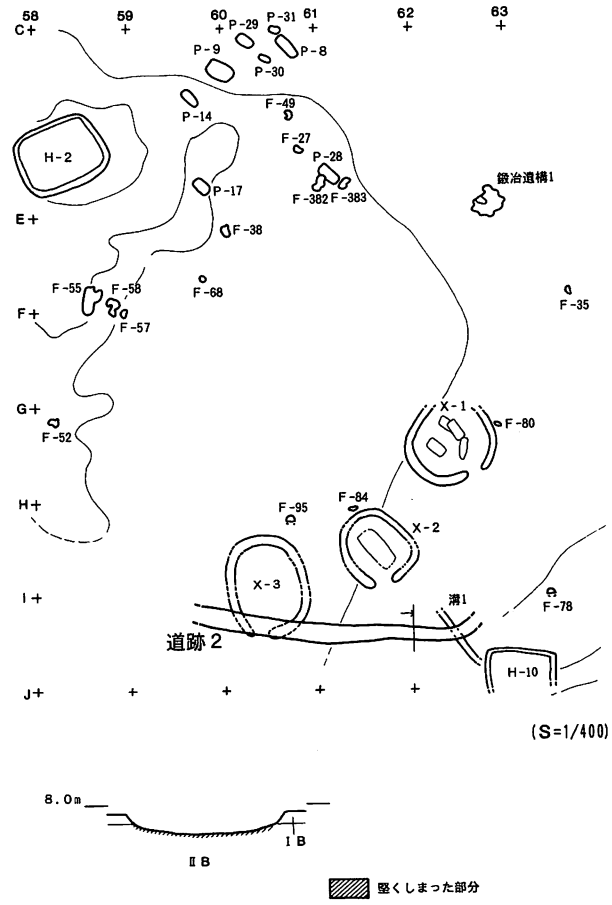 58 59 60 61 62 63
C+
P-29
P-31
P-9
P-30
P-8
P-14
F-49
F-27
P-28
H-2
P-17
F-382
F-383
鍛冶遺構1
E+
F-38
F-55
F-58
F-68
F-35
F+
F-57
G+
X-1
F-80
F-52
H+
F-95
F-84
X-2
X-3
溝1
I+
F-78
道跡2
H-10
J+
(S=1/400)
8.0m
I B
II B
堅くしまった部分